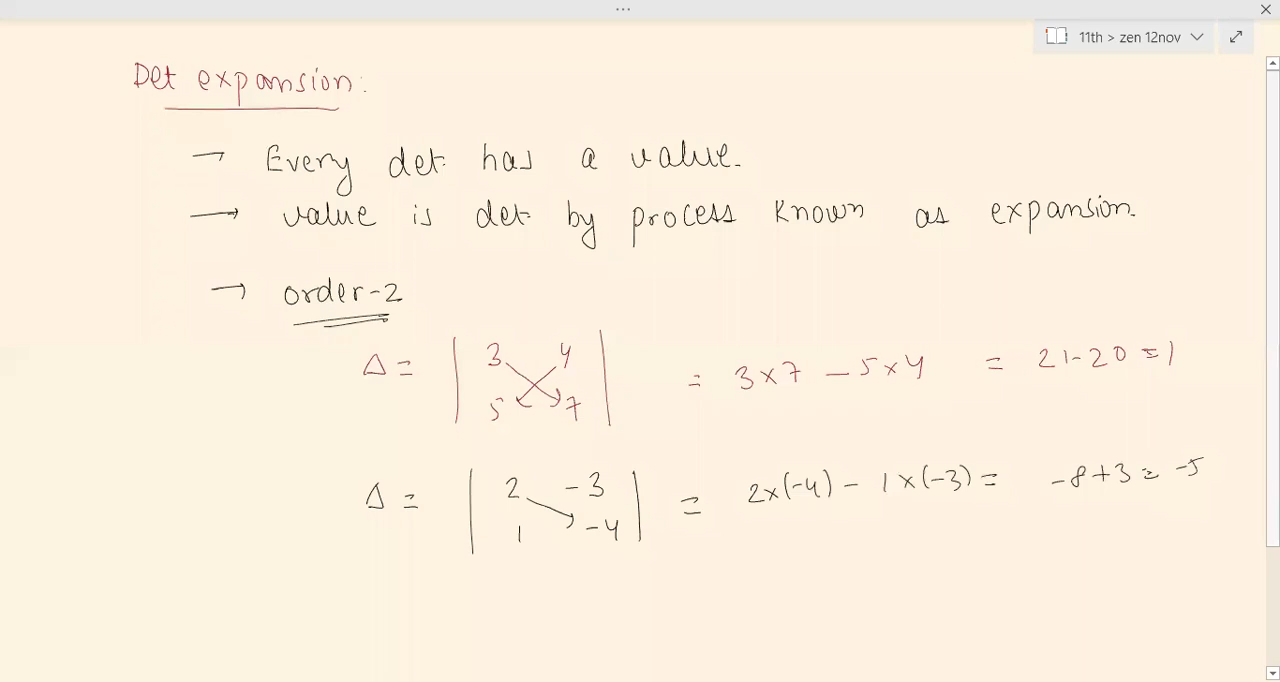 ...
11th > zen 12nov
Det expansion:
→ Every det. has a value.
→ value is det by process known as expansion.
→ order-2
Δ = | 3 4 | = 3×7 - 5×4 = 21-20 = 1
| 5 7 |
Δ = | 2 -3 | = 2×(-4) - 1×(-3) = -8+3 = -5
| 1 -4 |